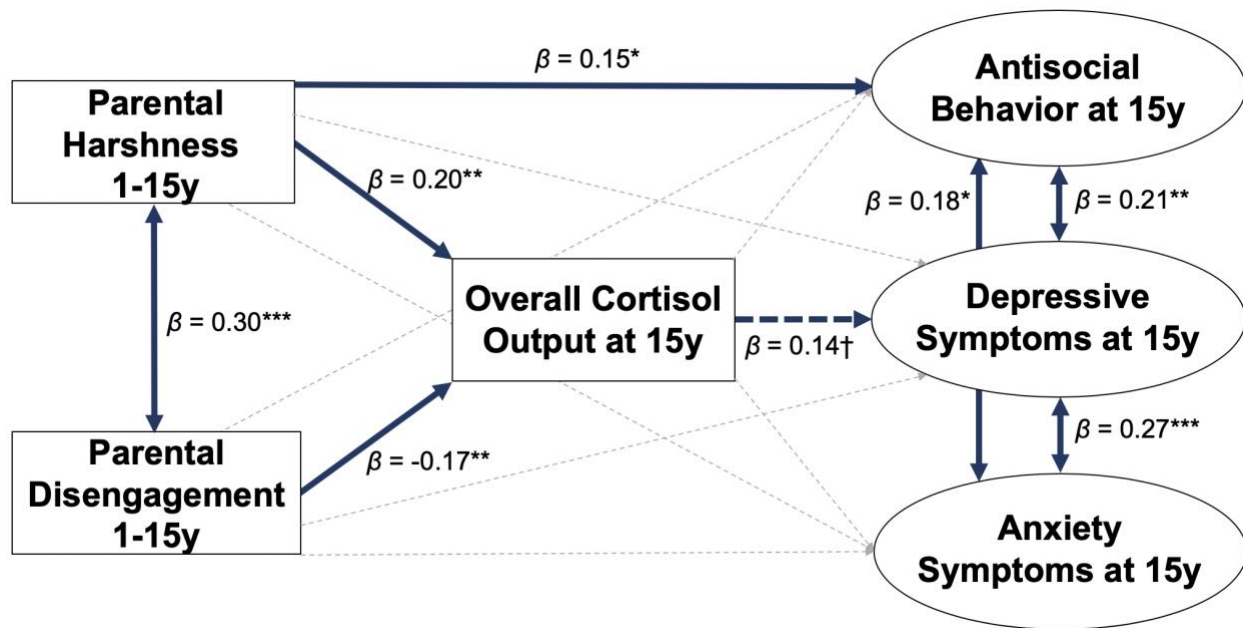 Parental
Harshness
1-15y
β = 0.15*
Antisocial
Behavior at 15y
β = 0.20**
β = 0.18*
β = 0.21**
β = 0.30***
Overall Cortisol
Output at 15y
β = 0.14†
Depressive
Symptoms at 15y
Parental
Disengagement
1-15y
β = -0.17**
β = 0.27***
Anxiety
Symptoms at 15y